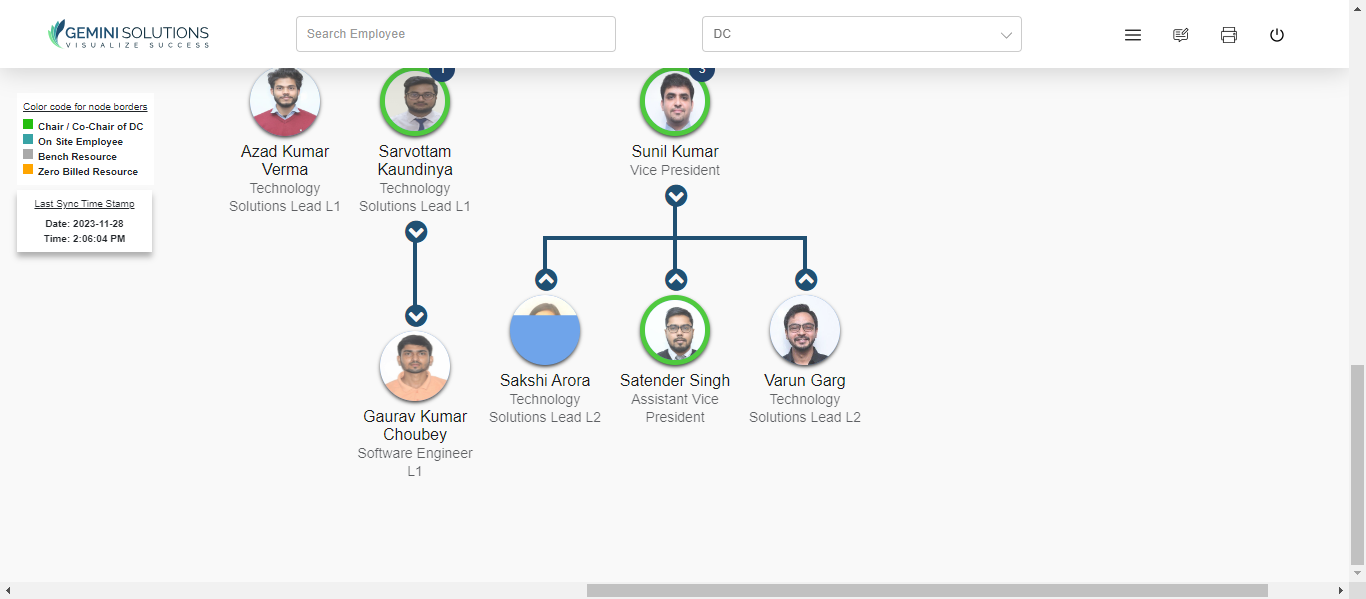 GEMINI SOLUTIONS
VISUALIZE SUCCESS
Search Employee
DC
Color code for node borders
Chair / Co-Chair of DC
On Site Employee
Bench Resource
Zero Billed Resource
Last Sync Time Stamp
Date: 2023-11-28
Time: 2:06:04 PM
Azad Kumar
Verma
Technology
Solutions Lead L1
1
Sarvottam
Kaundinya
Technology
Solutions Lead L1
3
Sunil Kumar
Vice President
Gaurav Kumar
Choubey
Software Engineer
L1
Sakshi Arora
Technology
Solutions Lead L2
Satender Singh
Assistant Vice
President
Varun Garg
Technology
Solutions Lead L2